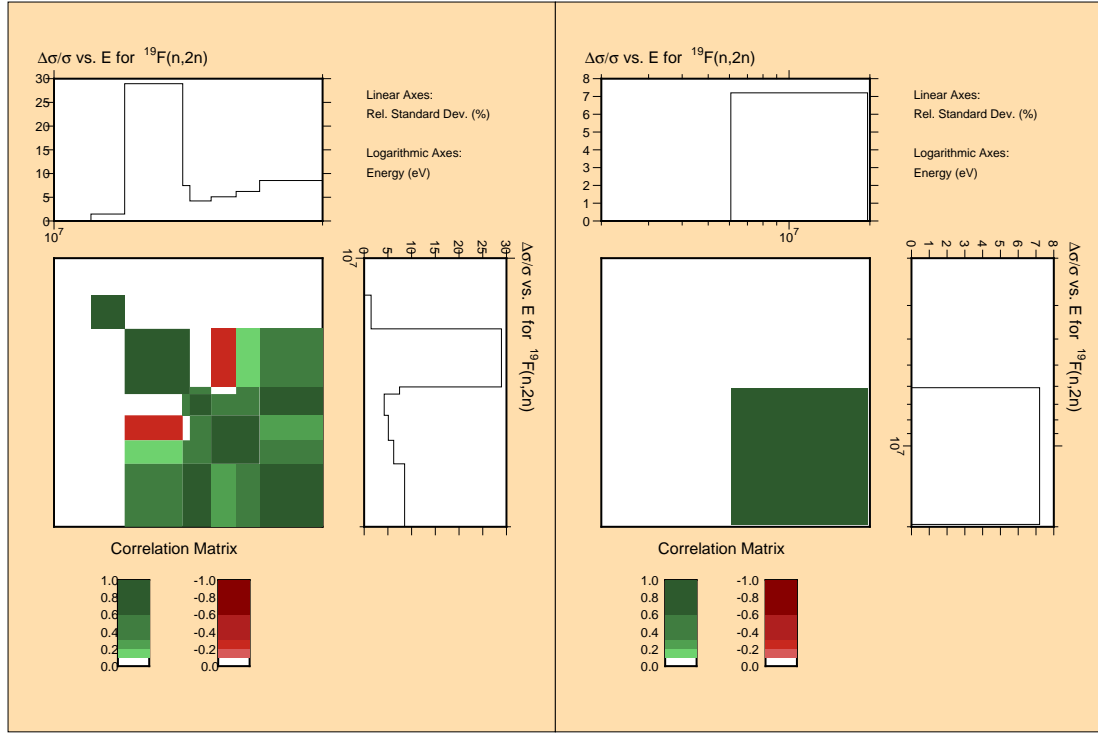 Δσ/σ vs. E for ¹⁹F(n,2n)
30
25
20
15
10
5
0
10⁷
Linear Axes:
Rel. Standard Dev. (%)
Logarithmic Axes:
Energy (eV)
10⁷
0 5 10 15 20 25 30
Δσ/σ vs. E for ¹⁹F(n,2n)
Correlation Matrix
1.0
0.8
0.6
0.4
0.2
0.0
-1.0
-0.8
-0.6
-0.4
-0.2
0.0
Δσ/σ vs. E for ¹⁹F(n,2n)
8
7
6
5
4
3
2
1
0
10⁷
Linear Axes:
Rel. Standard Dev. (%)
Logarithmic Axes:
Energy (eV)
0 1 2 3 4 5 6 7 8
10⁷
Δσ/σ vs. E for ¹⁹F(n,2n)
Correlation Matrix
1.0
0.8
0.6
0.4
0.2
0.0
-1.0
-0.8
-0.6
-0.4
-0.2
0.0